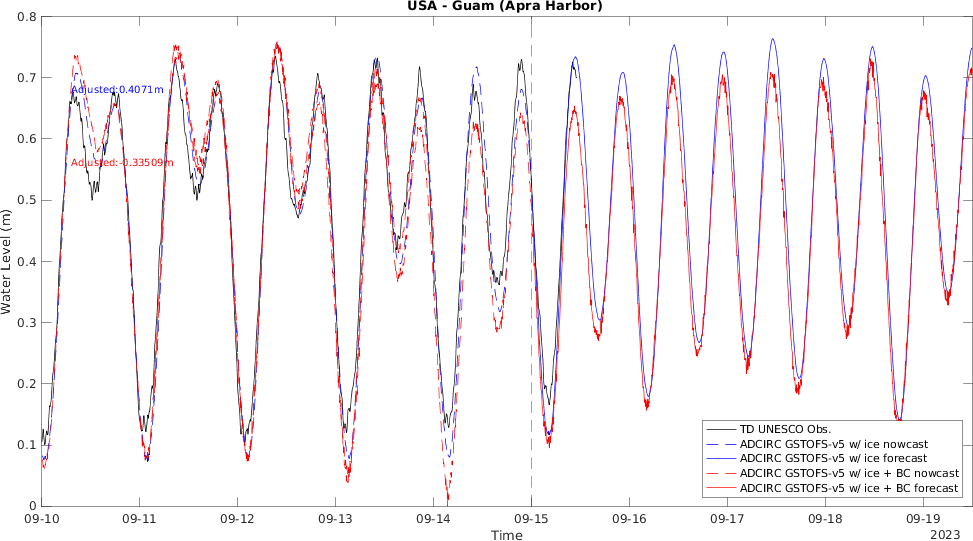 USA - Guam (Apra Harbor)
0.8
0.7
0.6
0.5
0.4
0.3
0.2
0.1
0
Water Level (m)
Adjusted:0.4071m
Adjusted:-0.33509m
TD UNESCO Obs.
ADCIRC GSTOFS-v5 w/ ice nowcast
ADCIRC GSTOFS-v5 w/ ice forecast
ADCIRC GSTOFS-v5 w/ ice + BC nowcast
ADCIRC GSTOFS-v5 w/ ice + BC forecast
09-10 09-11 09-12 09-13 09-14 09-15 09-16 09-17 09-18 09-19
Time
2023